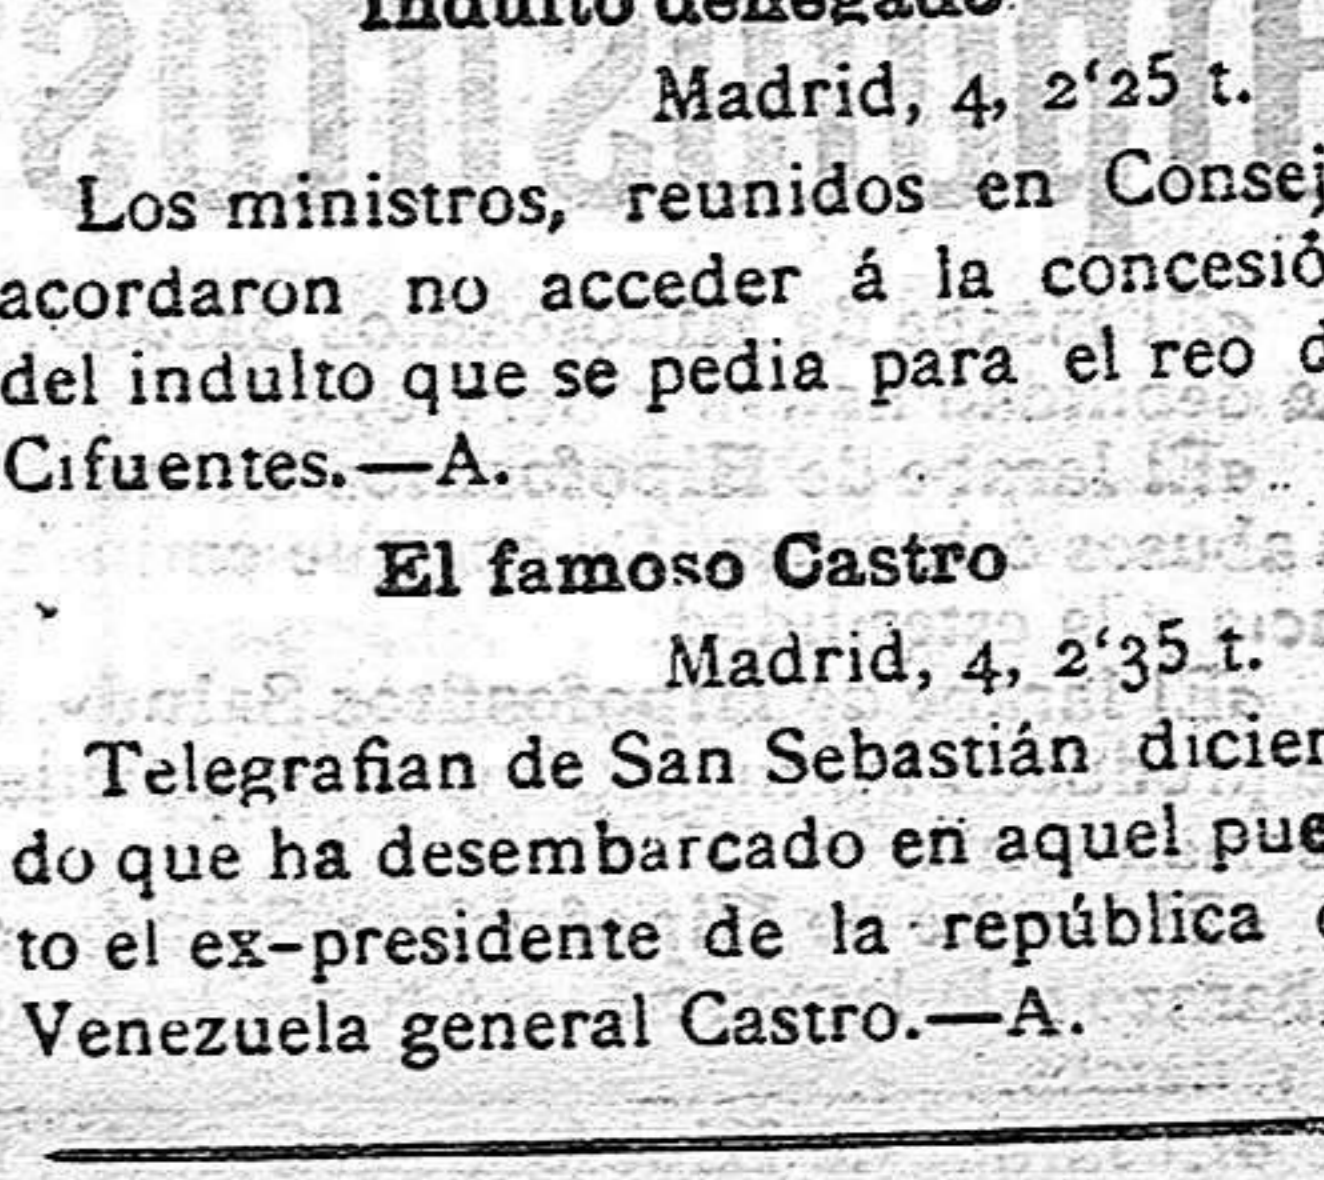 Indulto denegado
Madrid, 4, 2‘25 t.
Los ministros, reunidos en Consej
acordaron no acceder á la concesió
del indulto que se pedia para el reo d
Cifuentes.—A.
El famoso Castro
Madrid, 4, 2‘35 t.
Telegrafian de San Sebastián dicien
do que ha desembarcado en aquel pue
to el ex-presidente de la república
Venezuela general Castro.—A.